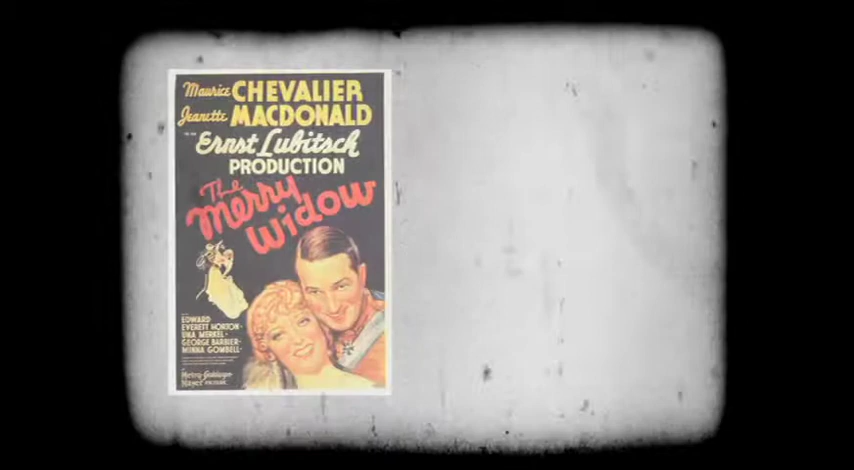 Maurice CHEVALIER
Jeanette MACDONALD
Ernst Lubitsch
PRODUCTION
The
merry
widow
EDWARD
EVERETT HORTON·
UNA MERKEL·
GEORGE BARBIER·
MINNA GOMBELL·
Metro-Goldwyn-
Mayer